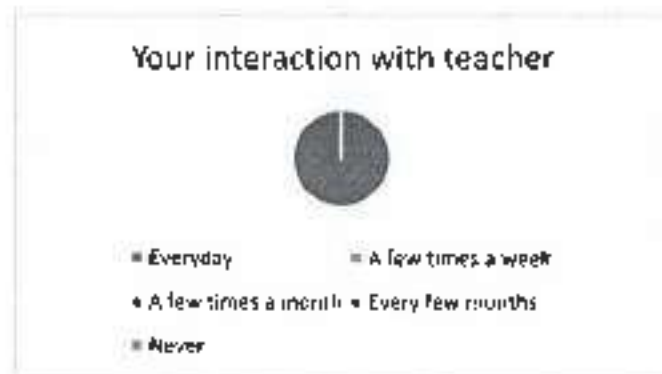 Your interaction with teacher
Everyday A few times a week
A few times a month Every few months
Never